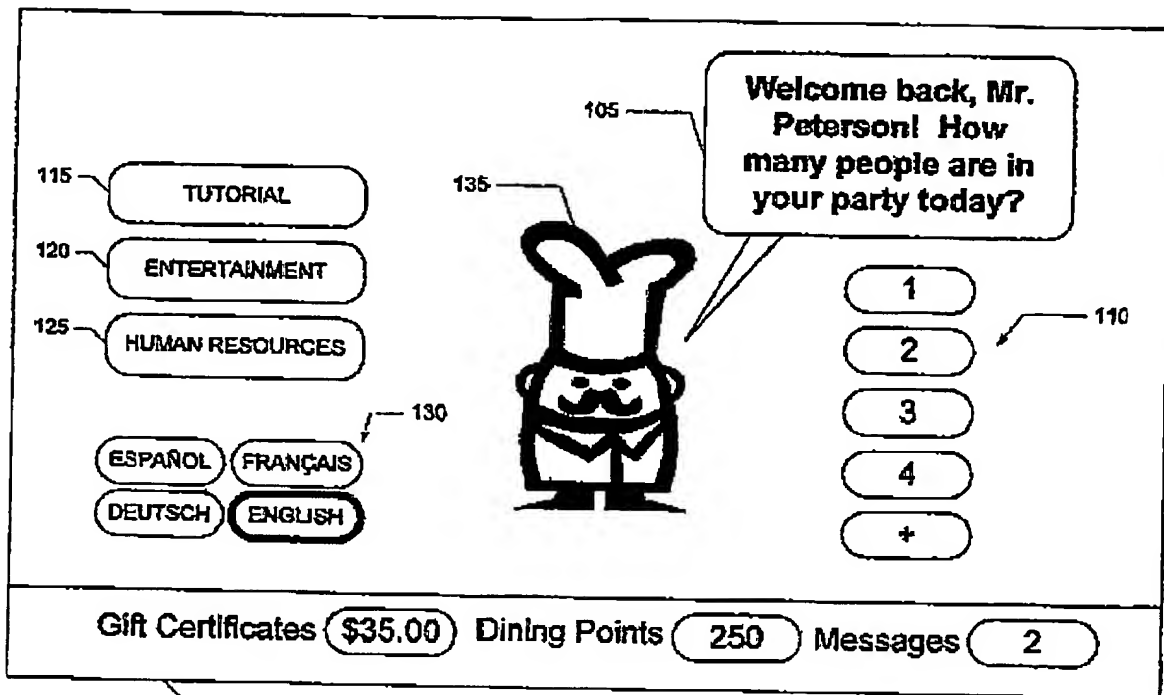 Welcome back, Mr.
Peterson! How
many people are in
your party today?
105
115
TUTORIAL
135
120
ENTERTAINMENT
1
110
125
HUMAN RESOURCES
2
3
130
ESPAÑOL
FRANÇAIS
4
DEUTSCH
ENGLISH
+
Gift Certificates $35.00 Dining Points 250 Messages 2